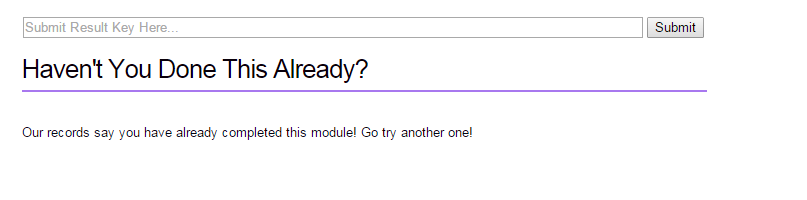 Submit Result Key Here... Submit
Haven't You Done This Already?
Our records say you have already completed this module! Go try another one!